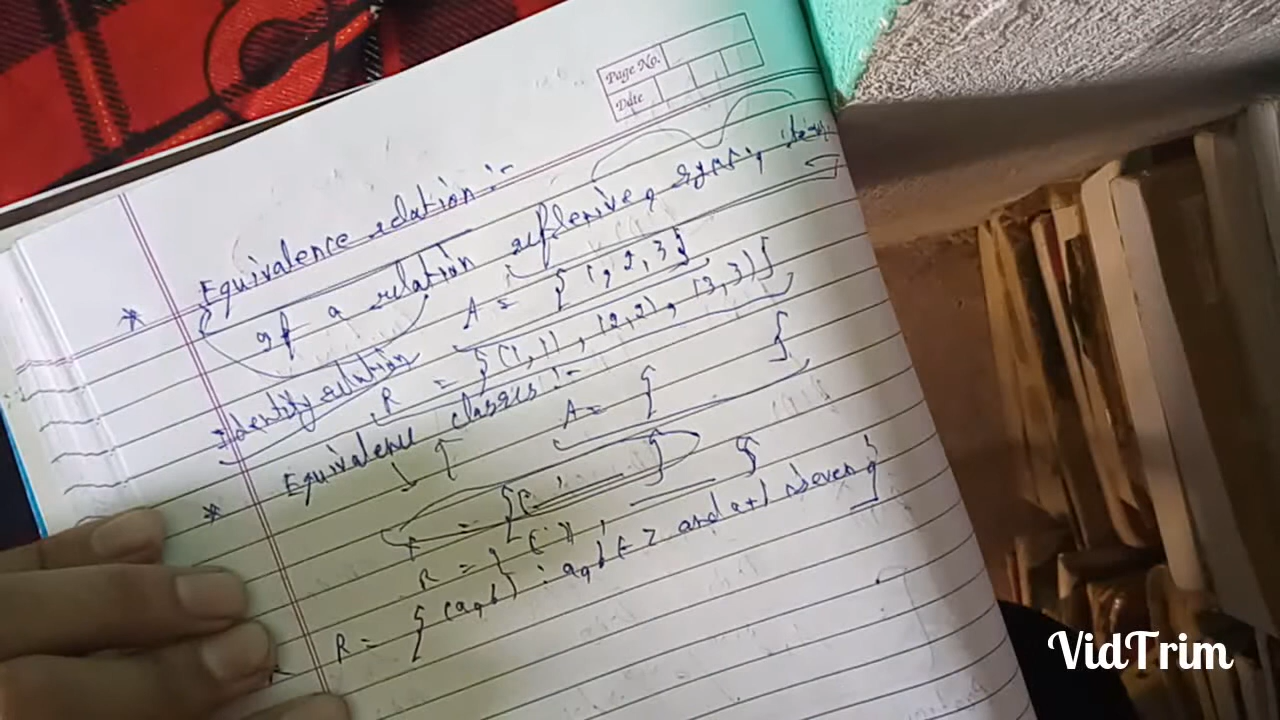 Page No.
Date
* Equivalence relation :-
of a relation reflexive,
A = { 1, 2, 3 }
Identity relation
R = { (1,1), (2,2), (3,3) }
* Equivalence classes :-
A = { }
R = {
R = { (a,b) : a,b ∈ Z and a+b is even }
VidTrim